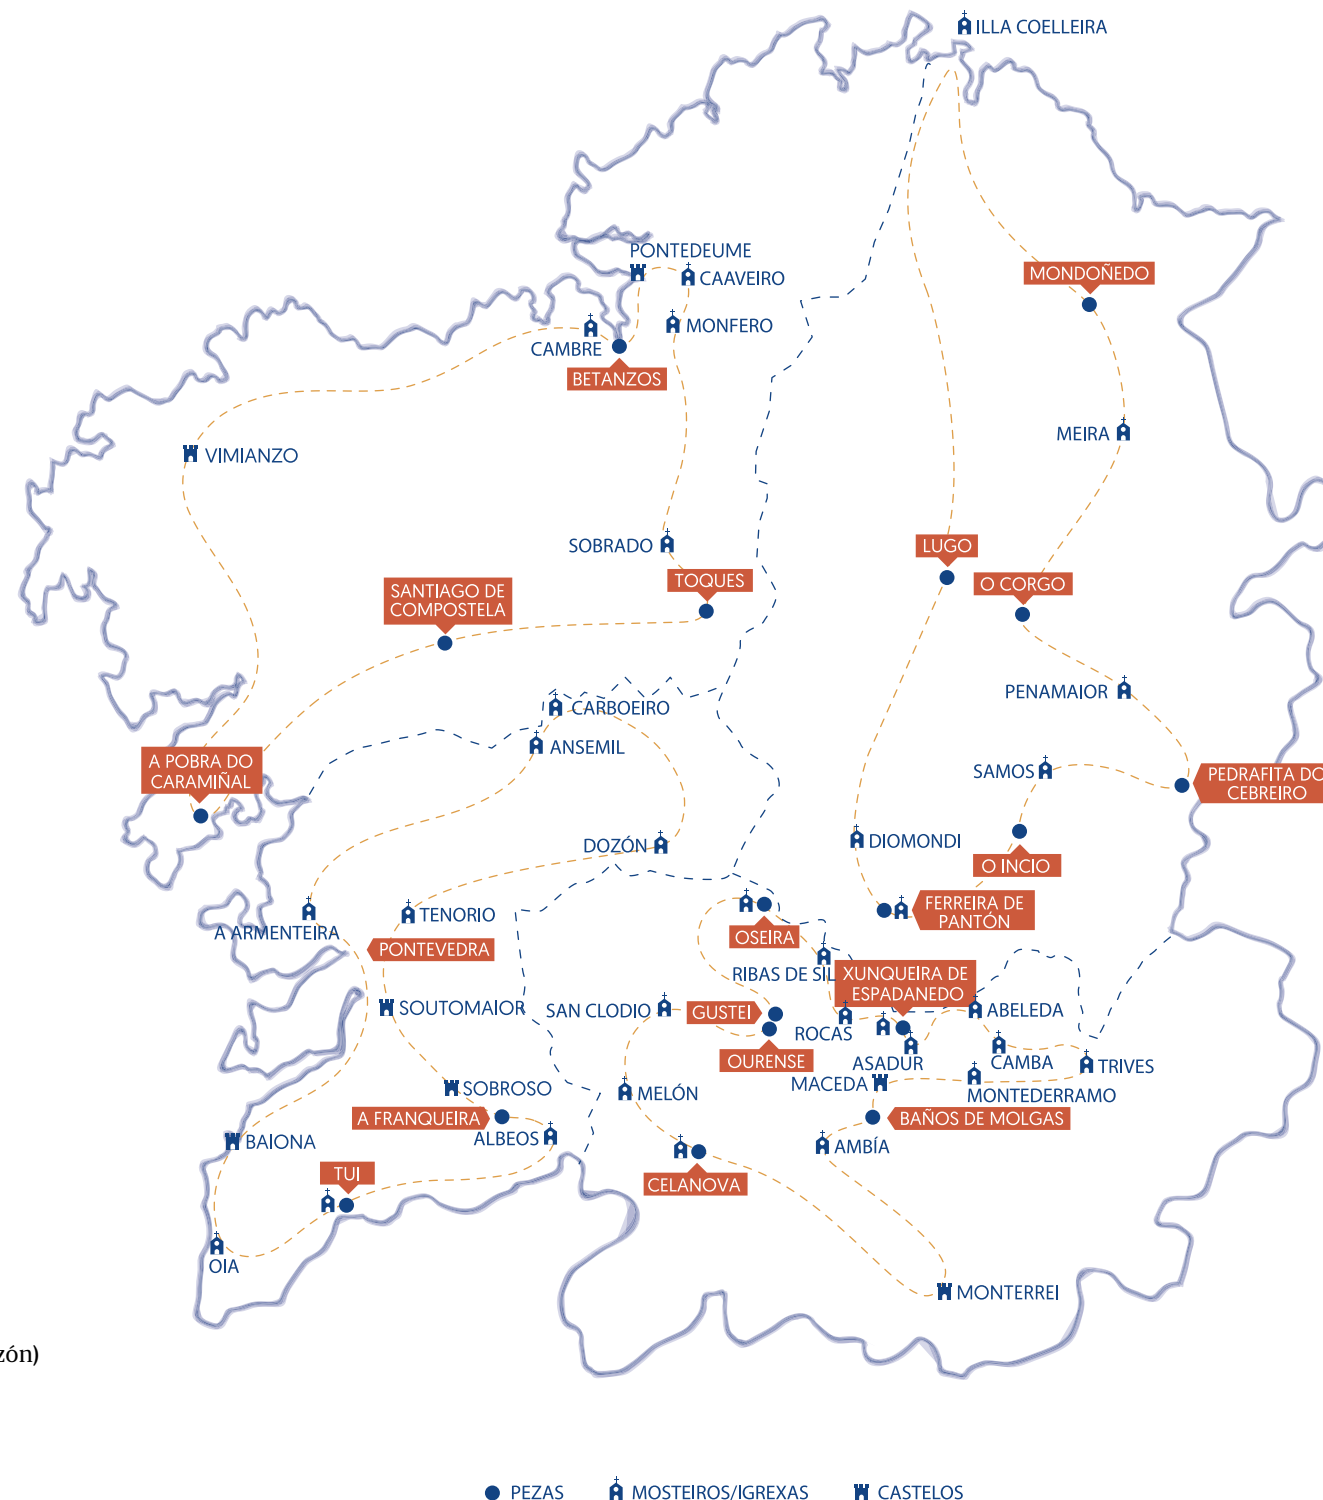 ILLA COELLEIRA
PONTEDEUME
CAAVEIRO
MONDOÑEDO
MONFERO
CAMBRE
BETANZOS
MEIRA
VIMIANZO
SOBRADO
LUGO
TOQUES
O CORGO
SANTIAGO DE
COMPOSTELA
PENAMAIOR
CARBOEIRO
ANSEMIL
A POBRA DO
CARAMIÑAL
SAMOS
PEDRAFITA DO
CEBREIRO
DOZÓN
DIOMONDI
O INCIO
FERREIRA DE
PANTÓN
TENORIO
A ARMENTEIRA
OSEIRA
PONTEVEDRA
RIBAS DE SIL
XUNQUEIRA DE
ESPADANEDO
SOUTOMAIOR
SAN CLODIO
GUSTEI
ABELEDA
ROCAS
OURENSE
ASADUR
CAMBA
TRIVES
MACEDA
SOBROSO
MELÓN
MONTEDERRAMO
A FRANQUEIRA
BAÑOS DE MOLGAS
ALBEOS
BAIONA
AMBÍA
TUI
CELANOVA
OIA
MONTERREI
zón)
PEZAS
MOSTEIROS/IGREXAS
CASTELOS